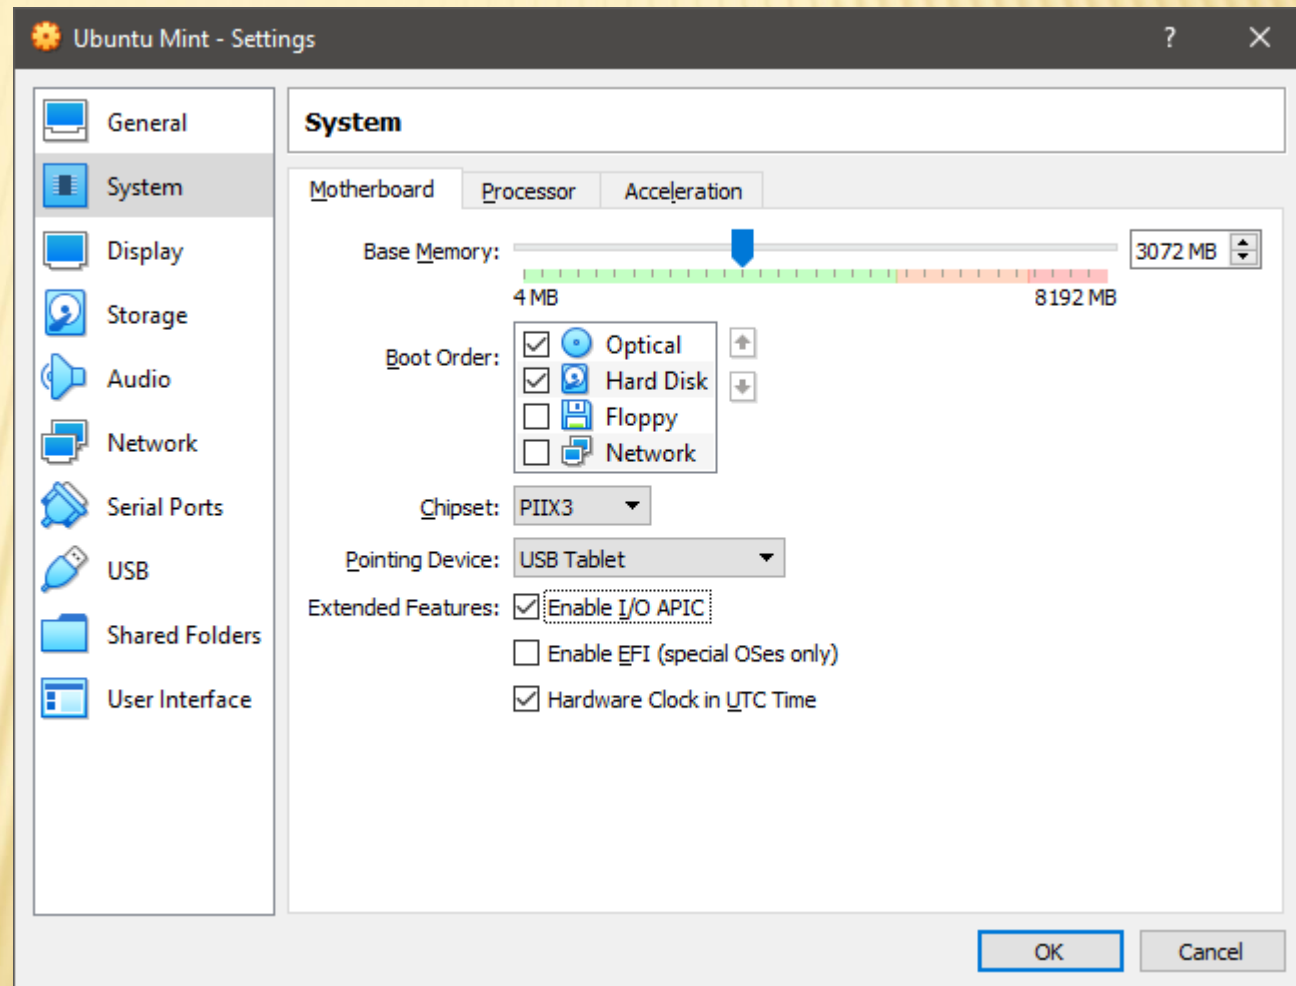 Ubuntu Mint - Settings ? ×
General
System
Display
Storage
Audio
Network
Serial Ports
USB
Shared Folders
User Interface
System
Motherboard Processor Acceleration
Base Memory: 3072 MB
4 MB 8192 MB
Boot Order: Optical
Hard Disk
Floppy
Network
Chipset: PIIX3
Pointing Device: USB Tablet
Extended Features: Enable I/O APIC
Enable EFI (special OSes only)
Hardware Clock in UTC Time
OK Cancel